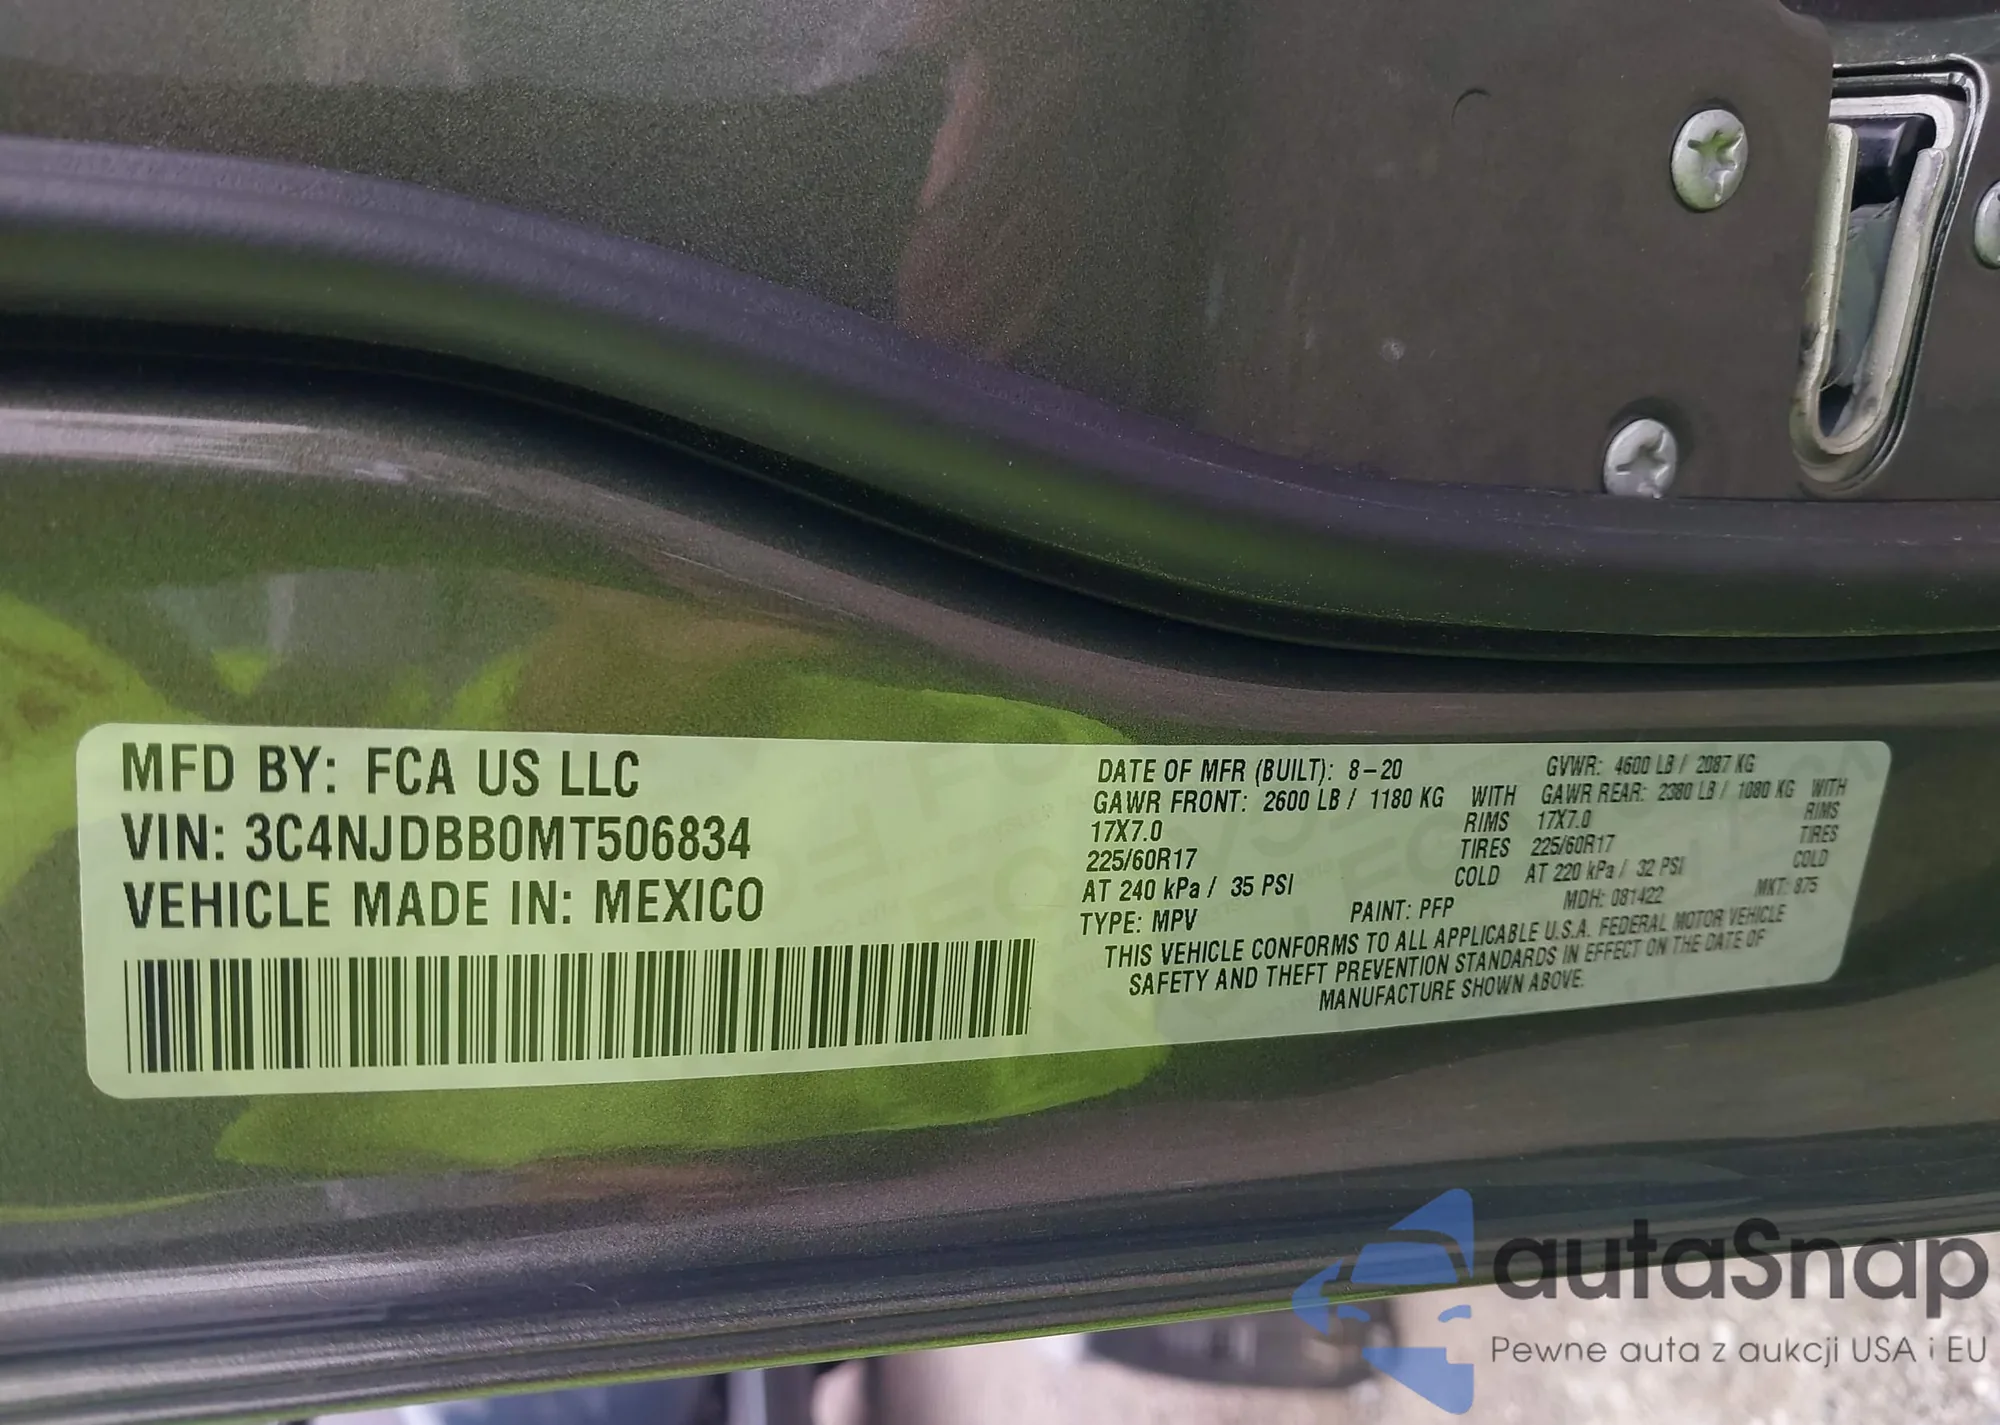 MFD BY: FCA US LLC
VIN: 3C4NJDBB0MT506834
VEHICLE MADE IN: MEXICO
DATE OF MFR (BUILT): 8-20 GVWR: 4600 LB / 2087 KG
GAWR FRONT: 2600 LB / 1180 KG WITH GAWR REAR: 2380 LB / 1080 KG WITH
17X7.0 RIMS 17X7.0 RIMS
225/60R17 TIRES 225/60R17 TIRES
AT 240 kPa / 35 PSI COLD AT 220 kPa / 32 PSI COLD
TYPE: MPV PAINT: PFP MDH: 081422 MKT: 875
THIS VEHICLE CONFORMS TO ALL APPLICABLE U.S.A. FEDERAL MOTOR VEHICLE
SAFETY AND THEFT PREVENTION STANDARDS IN EFFECT ON THE DATE OF
MANUFACTURE SHOWN ABOVE.
autaSnap
Pewne auta z aukcji USA i EU